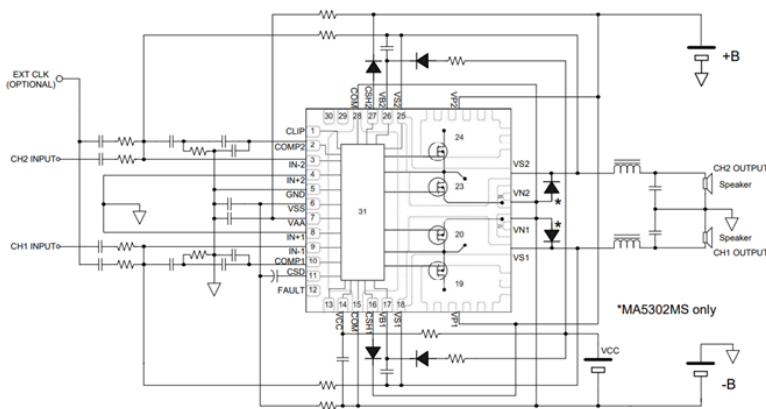 +B
EXT CLK
(OPTIONAL)
COM
CSH2
VB2
VS2
VP2
30 29 28 27 26 25
CLIP 1
COMP2 2
CH2 INPUT
IN-2 3
IN+2 4
GND 5
VSS 6
VAA 7
IN+1 8
CH1 INPUT
IN-1 9
COMP1 10
CSD 11
FAULT 12
31
24
23
20
19
VS2
VN2
VN1
VS1
*
*
CH2 OUTPUT
Speaker
Speaker
CH1 OUTPUT
13 14 15 16 17 18
VCC
COM
CSH1
VB1
VS1
VP1
*MA5302MS only
VCC
-B